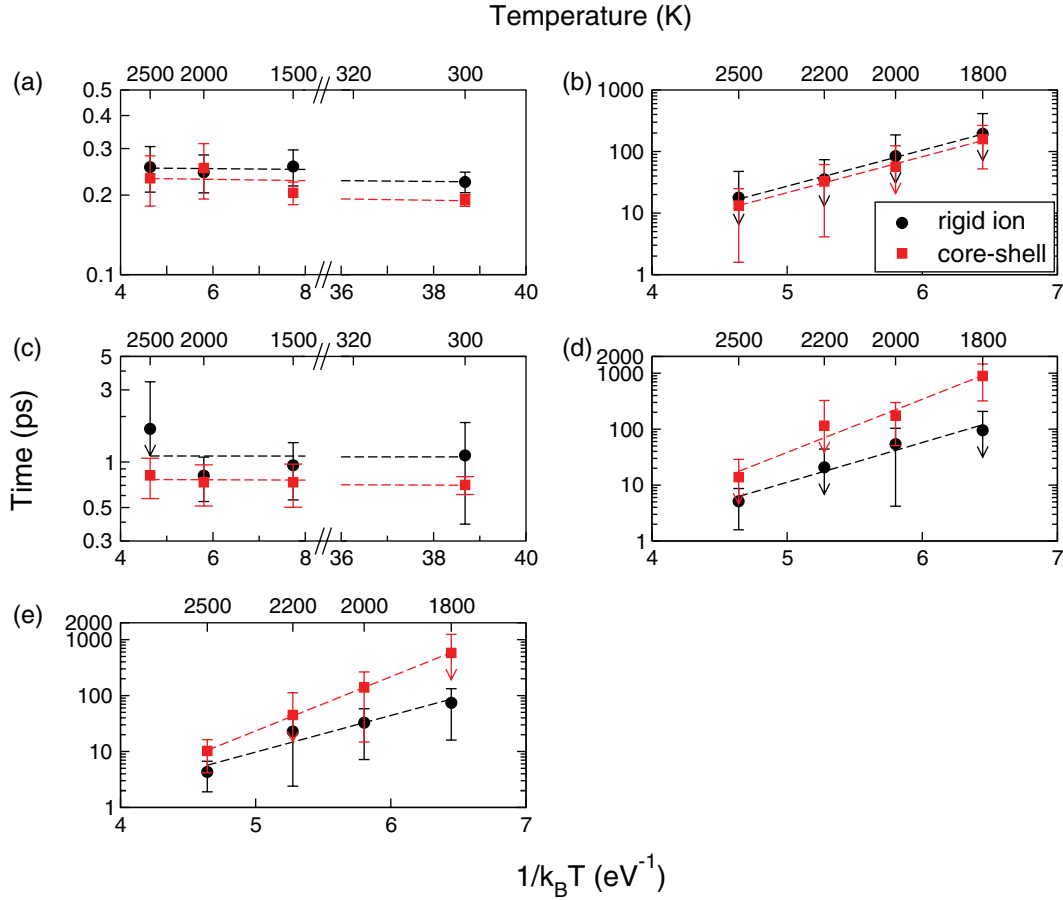 Temperature (K)
(a)
2500 2000 1500 320 300
0.5
0.4
0.3
0.2
0.1
4 6 8 36 38 40
(b)
2500 2200 2000 1800
1000
100
10
1
4 5 6 7
rigid ion
core-shell
(c)
2500 2000 1500 320 300
5
3
1
0.5
0.3
4 6 8 36 38 40
(d)
2500 2200 2000 1800
2000
1000
100
10
1
4 5 6 7
Time (ps)
(e)
2500 2200 2000 1800
2000
1000
100
10
1
4 5 6 7
1/k_BT (eV⁻¹)